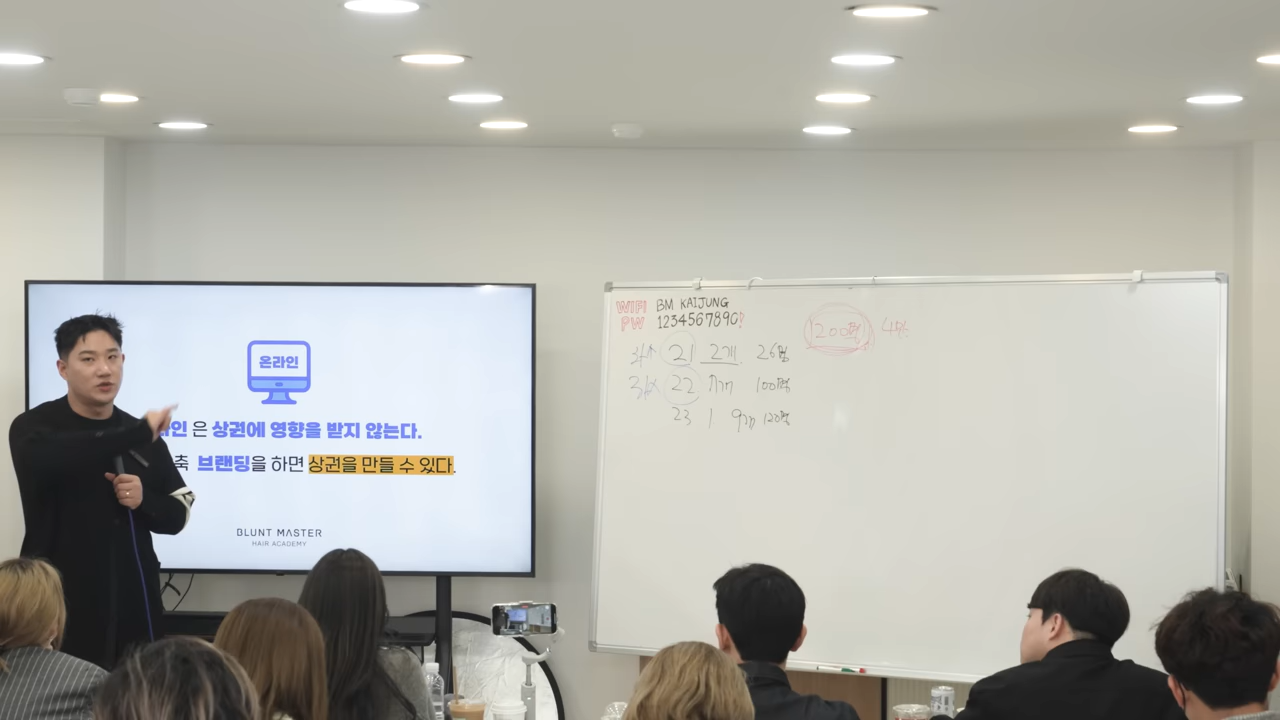 온라인
인 은 상권에 영향을 받지 않는다.
축 브랜딩을 하면 상권을 만들 수 있다.
BLUNT MASTER
HAIR ACADEMY
WIFI BM KAIJUNG
PW 1234567890!
200명
21 2개 26명
22 7개 100명
23 1 9개 120명